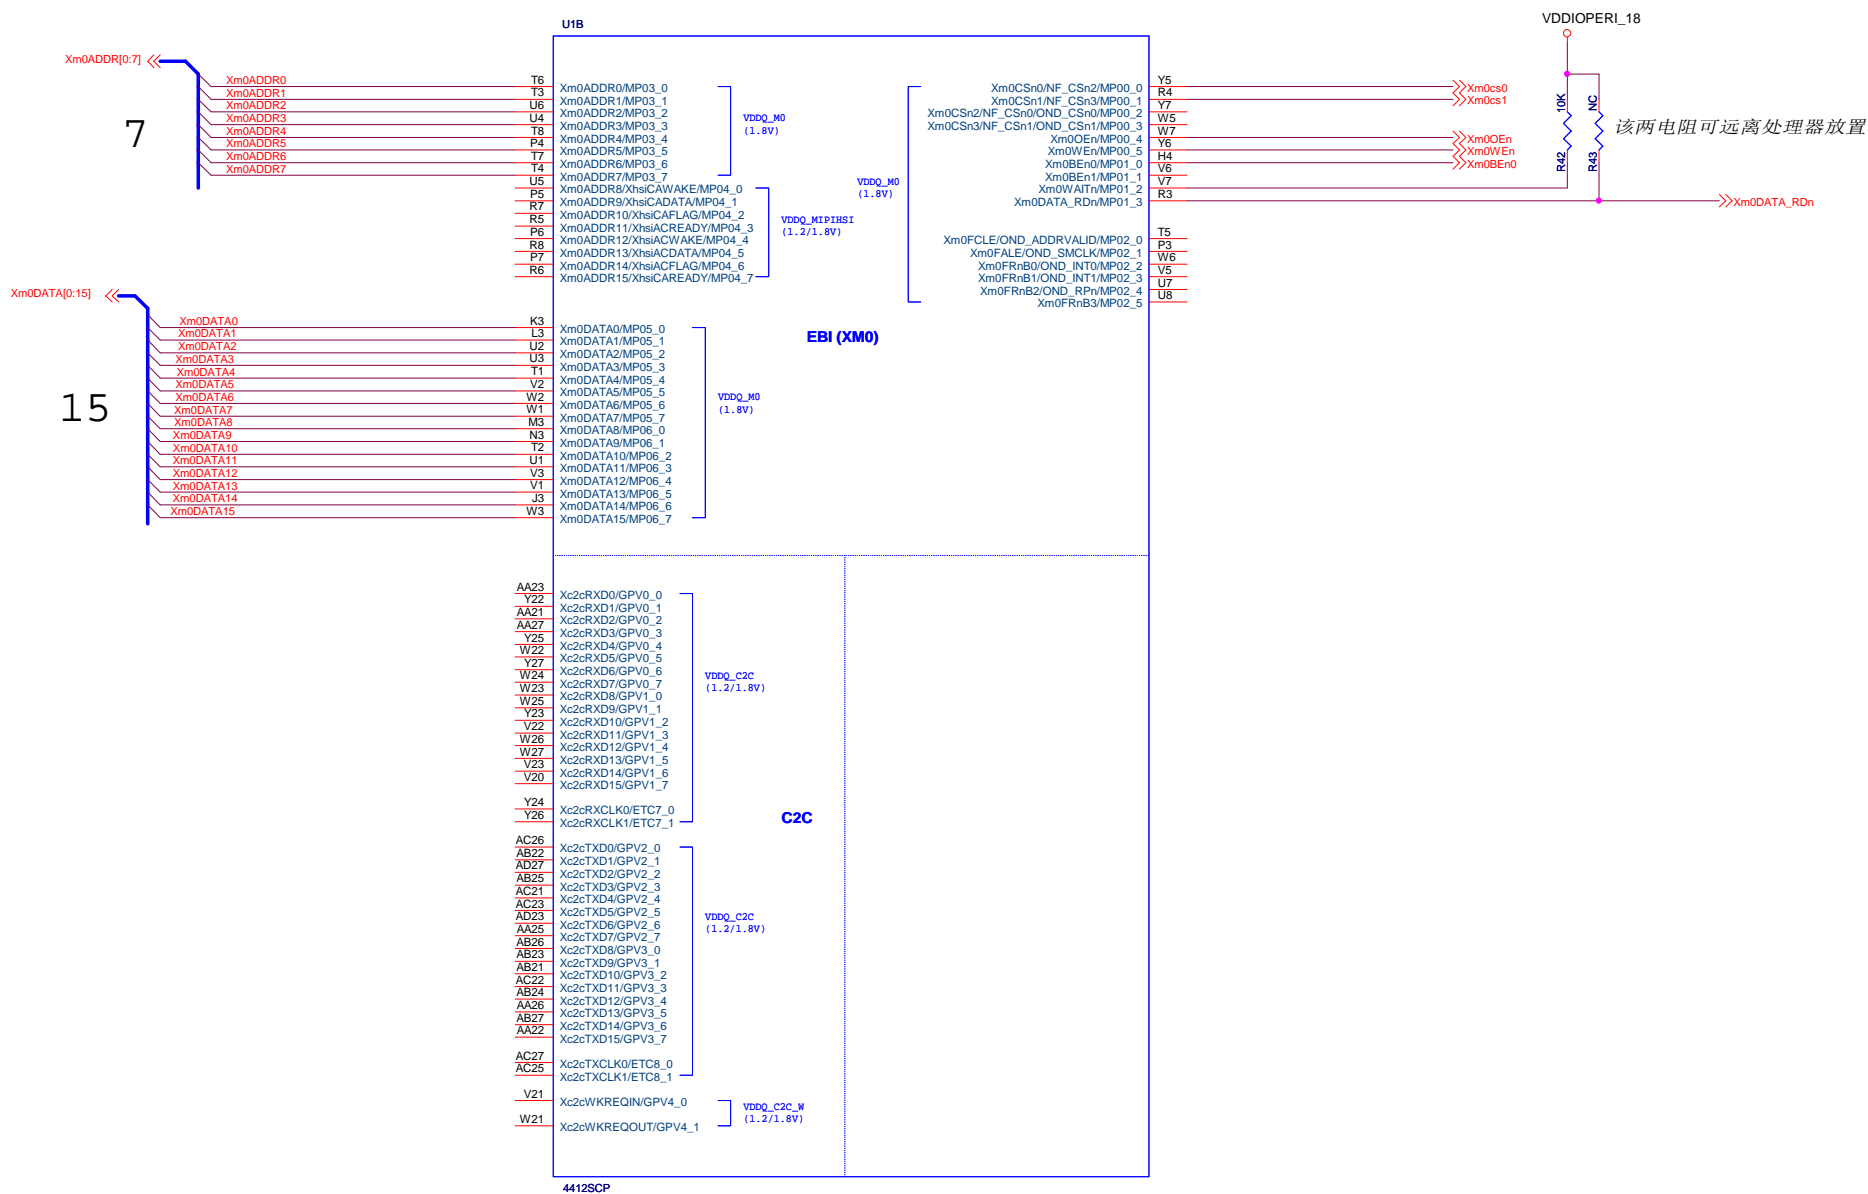 U1B
VDDIOPERI_18
Xm0ADDR[0:7]
7
Xm0ADDR0 T6 Xm0ADDR0/MP03_0
Xm0ADDR1 T3 Xm0ADDR1/MP03_1
Xm0ADDR2 U6 Xm0ADDR2/MP03_2
Xm0ADDR3 U4 Xm0ADDR3/MP03_3
Xm0ADDR4 T8 Xm0ADDR4/MP03_4
Xm0ADDR5 P4 Xm0ADDR5/MP03_5
Xm0ADDR6 T7 Xm0ADDR6/MP03_6
Xm0ADDR7 T4 Xm0ADDR7/MP03_7
VDDQ_M0
(1.8V)
U5 Xm0ADDR8/XhsiCAWAKE/MP04_0
P5 Xm0ADDR9/XhsiCADATA/MP04_1
R7 Xm0ADDR10/XhsiCAFLAG/MP04_2
R5 Xm0ADDR11/XhsiACREADY/MP04_3
P6 Xm0ADDR12/XhsiACWAKE/MP04_4
R8 Xm0ADDR13/XhsiACDATA/MP04_5
P7 Xm0ADDR14/XhsiACFLAG/MP04_6
R6 Xm0ADDR15/XhsiCAREADY/MP04_7
VDDQ_MIPIHSI
(1.2/1.8V)
Xm0CSn0/NF_CSn2/MP00_0 Y5 Xm0cs0
Xm0CSn1/NF_CSn3/MP00_1 R4 Xm0cs1
Xm0CSn2/NF_CSn0/OND_CSn0/MP00_2 Y7
Xm0CSn3/NF_CSn1/OND_CSn1/MP00_3 W5
Xm0OEn/MP00_4 W7 Xm0OEn
Xm0WEn/MP00_5 Y6 Xm0WEn
Xm0BEn0/MP01_0 H4 Xm0BEn0
Xm0BEn1/MP01_1 V6
Xm0WAITn/MP01_2 V7
Xm0DATA_RDn/MP01_3 R3 Xm0DATA_RDn
VDDQ_M0
(1.8V)
R42 10K
R43 NC
该两电阻可远离处理器放置
Xm0FCLE/OND_ADDRVALID/MP02_0 T5
Xm0FALE/OND_SMCLK/MP02_1 P3
Xm0FRnB0/OND_INT0/MP02_2 W6
Xm0FRnB1/OND_INT1/MP02_3 V5
Xm0FRnB2/OND_RPn/MP02_4 U7
Xm0FRnB3/MP02_5 U8
Xm0DATA[0:15]
15
Xm0DATA0 K3 Xm0DATA0/MP05_0
Xm0DATA1 L3 Xm0DATA1/MP05_1
Xm0DATA2 U2 Xm0DATA2/MP05_2
Xm0DATA3 U3 Xm0DATA3/MP05_3
Xm0DATA4 T1 Xm0DATA4/MP05_4
Xm0DATA5 V2 Xm0DATA5/MP05_5
Xm0DATA6 W2 Xm0DATA6/MP05_6
Xm0DATA7 W1 Xm0DATA7/MP05_7
Xm0DATA8 M3 Xm0DATA8/MP06_0
Xm0DATA9 N3 Xm0DATA9/MP06_1
Xm0DATA10 T2 Xm0DATA10/MP06_2
Xm0DATA11 U1 Xm0DATA11/MP06_3
Xm0DATA12 V3 Xm0DATA12/MP06_4
Xm0DATA13 V1 Xm0DATA13/MP06_5
Xm0DATA14 J3 Xm0DATA14/MP06_6
Xm0DATA15 W3 Xm0DATA15/MP06_7
VDDQ_M0
(1.8V)
EBI (XM0)
AA23 Xc2cRXD0/GPV0_0
Y22 Xc2cRXD1/GPV0_1
AA21 Xc2cRXD2/GPV0_2
AA27 Xc2cRXD3/GPV0_3
Y25 Xc2cRXD4/GPV0_4
W22 Xc2cRXD5/GPV0_5
Y27 Xc2cRXD6/GPV0_6
W24 Xc2cRXD7/GPV0_7
W23 Xc2cRXD8/GPV1_0
W25 Xc2cRXD9/GPV1_1
Y23 Xc2cRXD10/GPV1_2
V22 Xc2cRXD11/GPV1_3
W26 Xc2cRXD12/GPV1_4
W27 Xc2cRXD13/GPV1_5
V23 Xc2cRXD14/GPV1_6
V20 Xc2cRXD15/GPV1_7
Y24 Xc2cRXCLK0/ETC7_0
Y26 Xc2cRXCLK1/ETC7_1
VDDQ_C2C
(1.2/1.8V)
C2C
AC26 Xc2cTXD0/GPV2_0
AB22 Xc2cTXD1/GPV2_1
AD27 Xc2cTXD2/GPV2_2
AB25 Xc2cTXD3/GPV2_3
AC21 Xc2cTXD4/GPV2_4
AC23 Xc2cTXD5/GPV2_5
AD23 Xc2cTXD6/GPV2_6
AA25 Xc2cTXD7/GPV2_7
AB26 Xc2cTXD8/GPV3_0
AB23 Xc2cTXD9/GPV3_1
AB21 Xc2cTXD10/GPV3_2
AC22 Xc2cTXD11/GPV3_3
AB24 Xc2cTXD12/GPV3_4
AA26 Xc2cTXD13/GPV3_5
AB27 Xc2cTXD14/GPV3_6
AA22 Xc2cTXD15/GPV3_7
AC27 Xc2cTXCLK0/ETC8_0
AC25 Xc2cTXCLK1/ETC8_1
VDDQ_C2C
(1.2/1.8V)
V21 Xc2cWKREQIN/GPV4_0
W21 Xc2cWKREQOUT/GPV4_1
VDDQ_C2C_W
(1.2/1.8V)
4412SCP